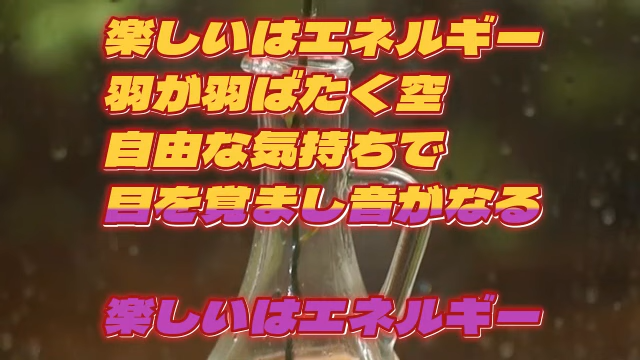 楽しいはエネルギー
羽が羽ばたく空
自由な気持ちで
目を覚まし音がなる
楽しいはエネルギー